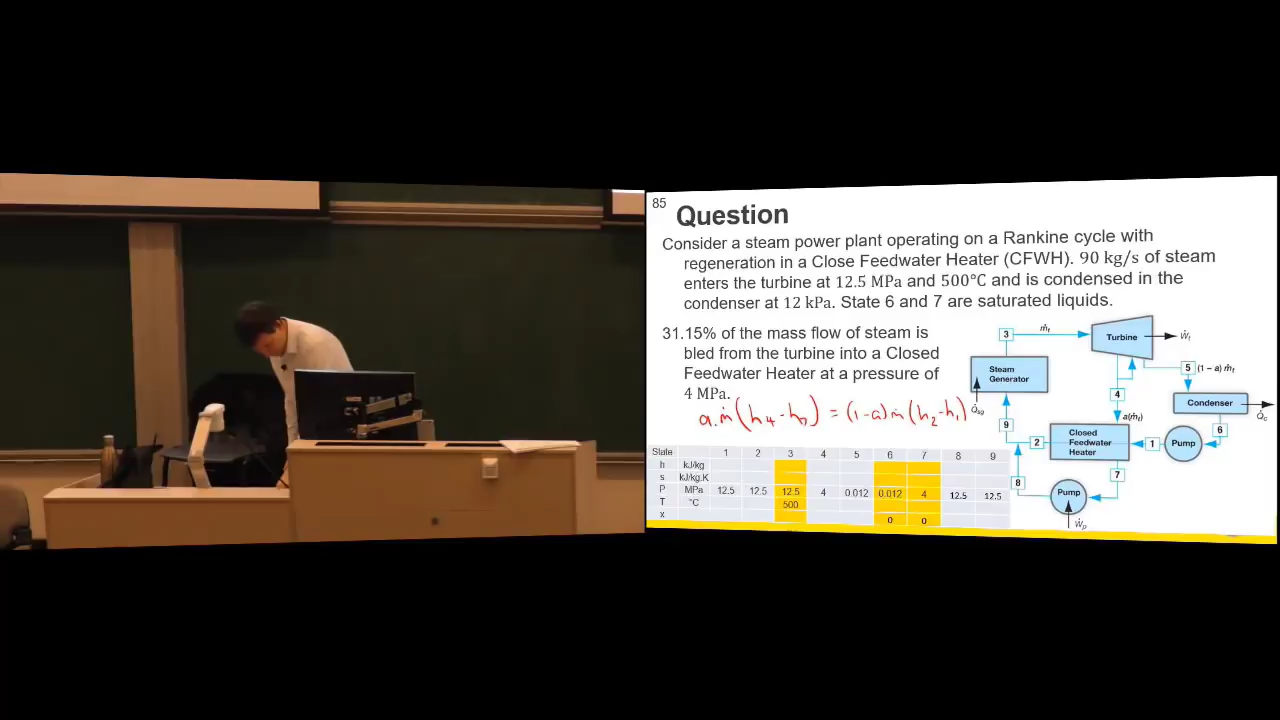 85
Question
Consider a steam power plant operating on a Rankine cycle with
regeneration in a Close Feedwater Heater (CFWH). 90 kg/s of steam
enters the turbine at 12.5 MPa and 500°C and is condensed in the
condenser at 12 kPa. State 6 and 7 are saturated liquids.
31.15% of the mass flow of steam is
bled from the turbine into a Closed
Feedwater Heater at a pressure of
4 MPa.
a.ṁ(h₄-h₇) = (1-a)ṁ(h₂-h₁)
State 1 2 3 4 5 6 7 8 9
h kJ/kg
s kJ/kg.K
P MPa 12.5 12.5 12.5 4 0.012 0.012 4 12.5 12.5
T °C 500
x 0 0
3
ṁₜ
Turbine
Ẇₜ
Steam
Generator
Q̇sg
5 (1 – a) ṁₜ
4
Condenser
Q̇c
a(ṁₜ)
6
9
2
Closed
Feedwater
Heater
1
Pump
7
8
Pump
Ẇₚ